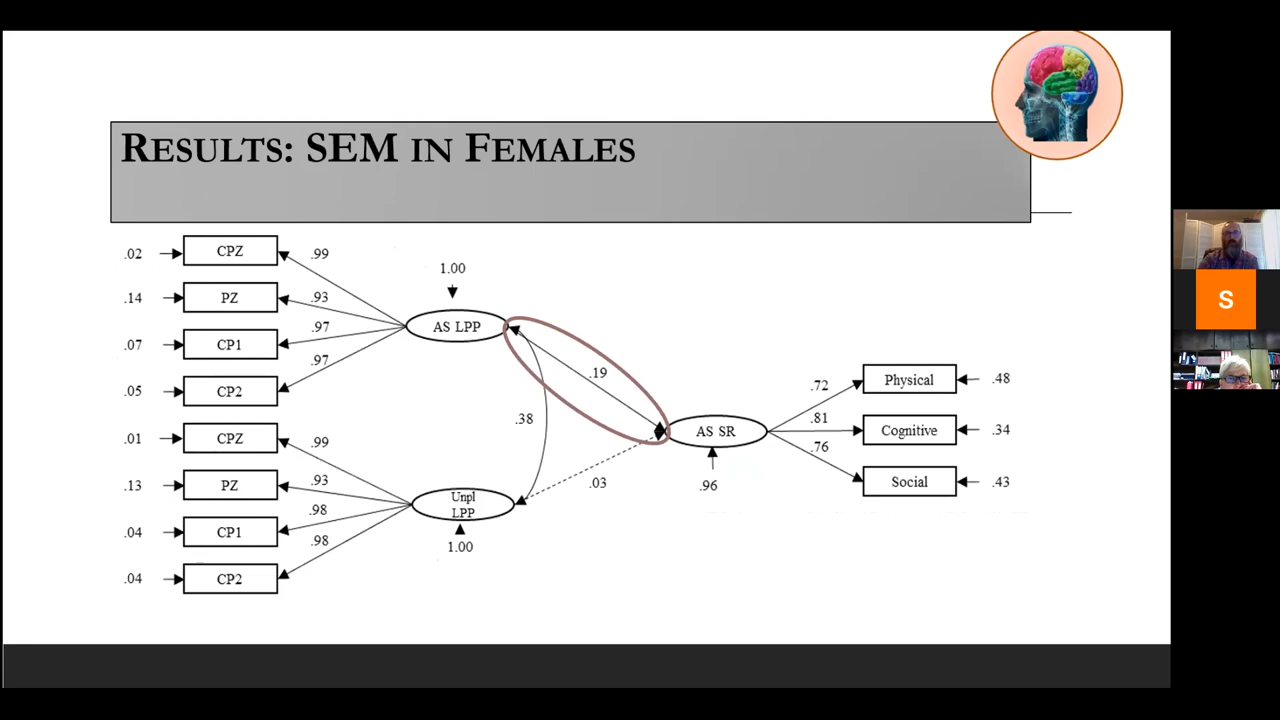 RESULTS: SEM IN FEMALES
.02
CPZ
.99
.14
PZ
.93
.07
CP1
.97
.05
CP2
.97
1.00
AS LPP
.19
.38
.01
CPZ
.99
.13
PZ
.93
.04
CP1
.98
.04
CP2
.98
Unpl
LPP
1.00
.03
AS SR
.96
.72
Physical
.48
.81
Cognitive
.34
.76
Social
.43
S